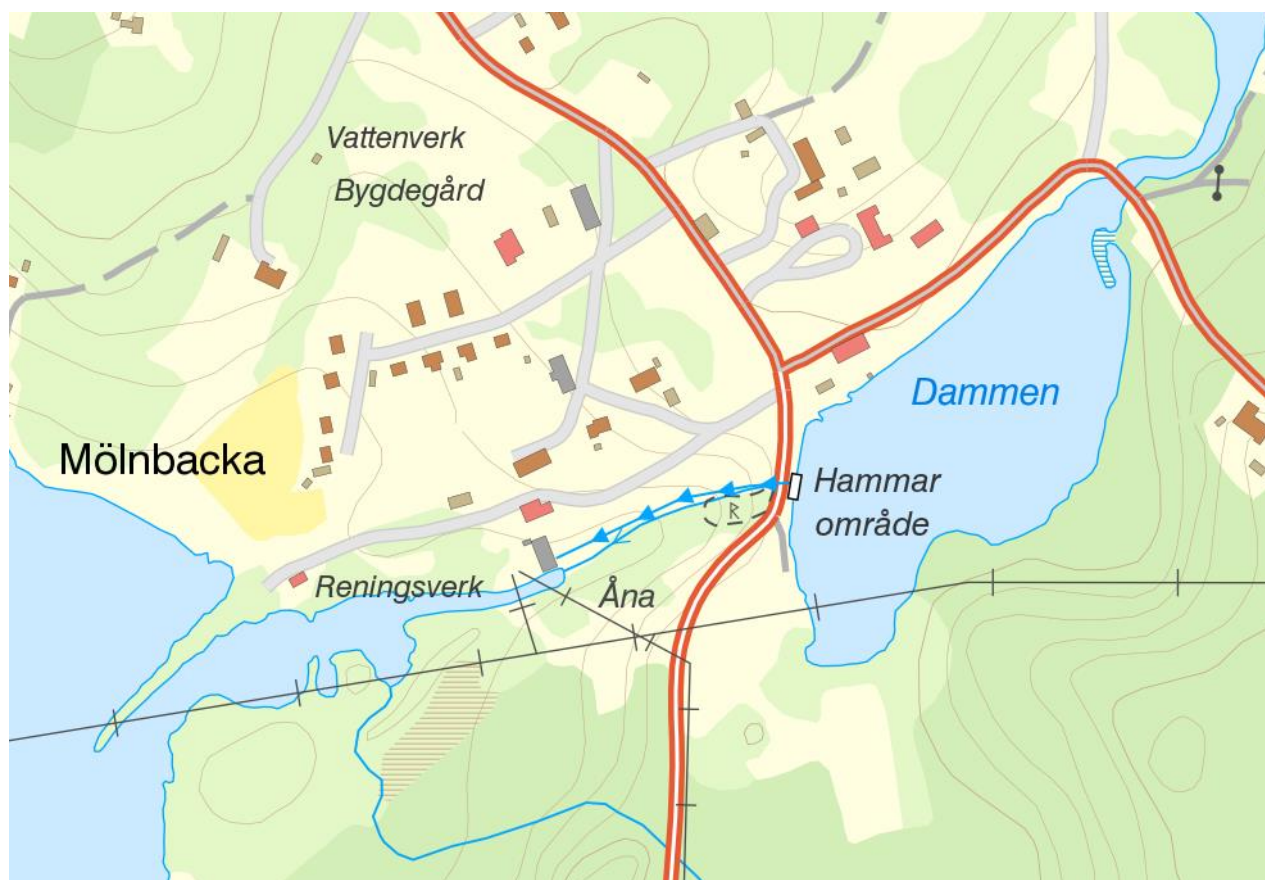 Vattenverk
Bygdegård
Dammen
Mölnbacka
Hammar
område
R
Reningsverk
Åna